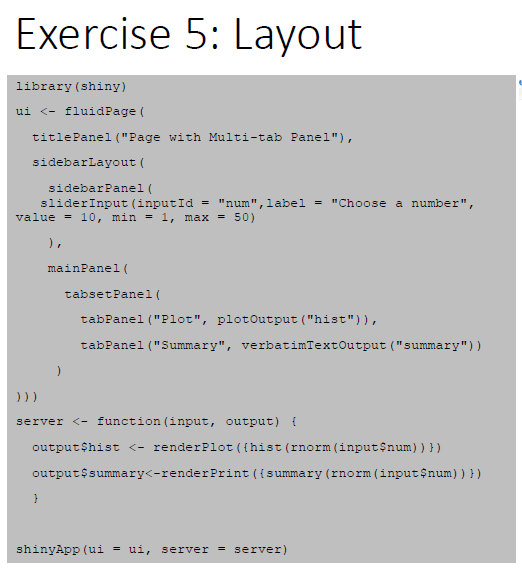 Exercise 5: Layout
library(shiny)
ui <- fluidPage(
titlePanel("Page with Multi-tab Panel"),
sidebarLayout(
sidebarPanel(
sliderInput(inputId = "num",label = "Choose a number",
value = 10, min = 1, max = 50)
),
mainPanel(
tabsetPanel(
tabPanel("Plot", plotOutput("hist")),
tabPanel("Summary", verbatimTextOutput("summary"))
)
)))
server <- function(input, output) {
output$hist <- renderPlot({hist(rnorm(input$num))})
output$summary<-renderPrint({summary(rnorm(input$num))})
}
shinyApp(ui = ui, server = server)